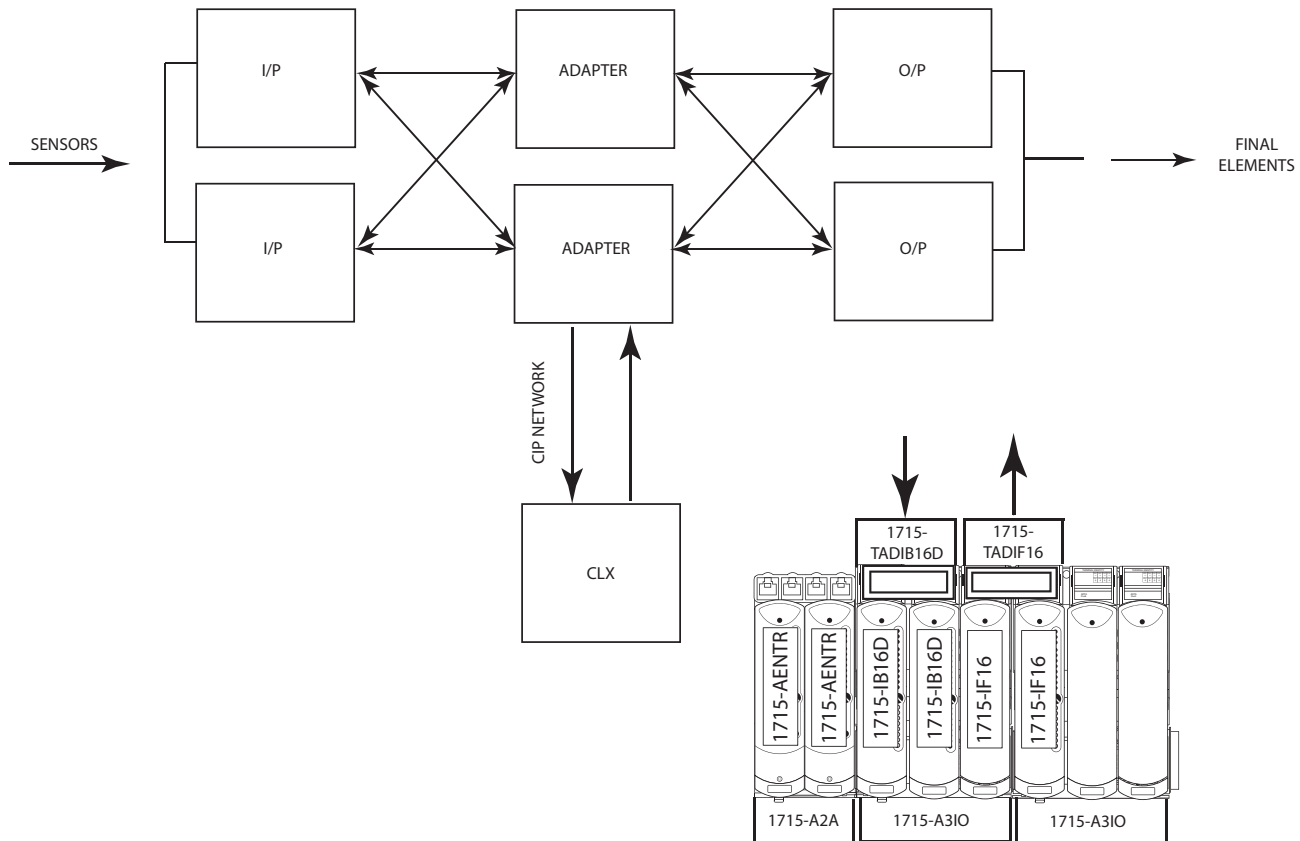 I/P
ADAPTER
O/P
SENSORS
FINAL
ELEMENTS
I/P
ADAPTER
O/P
CIP NETWORK
CLX
1715-
TADIB16D
1715-
TADIF16
1715-AENTR
1715-AENTR
1715-IB16D
1715-IB16D
1715-IF16
1715-IF16
1715-A2A
1715-A3IO
1715-A3IO